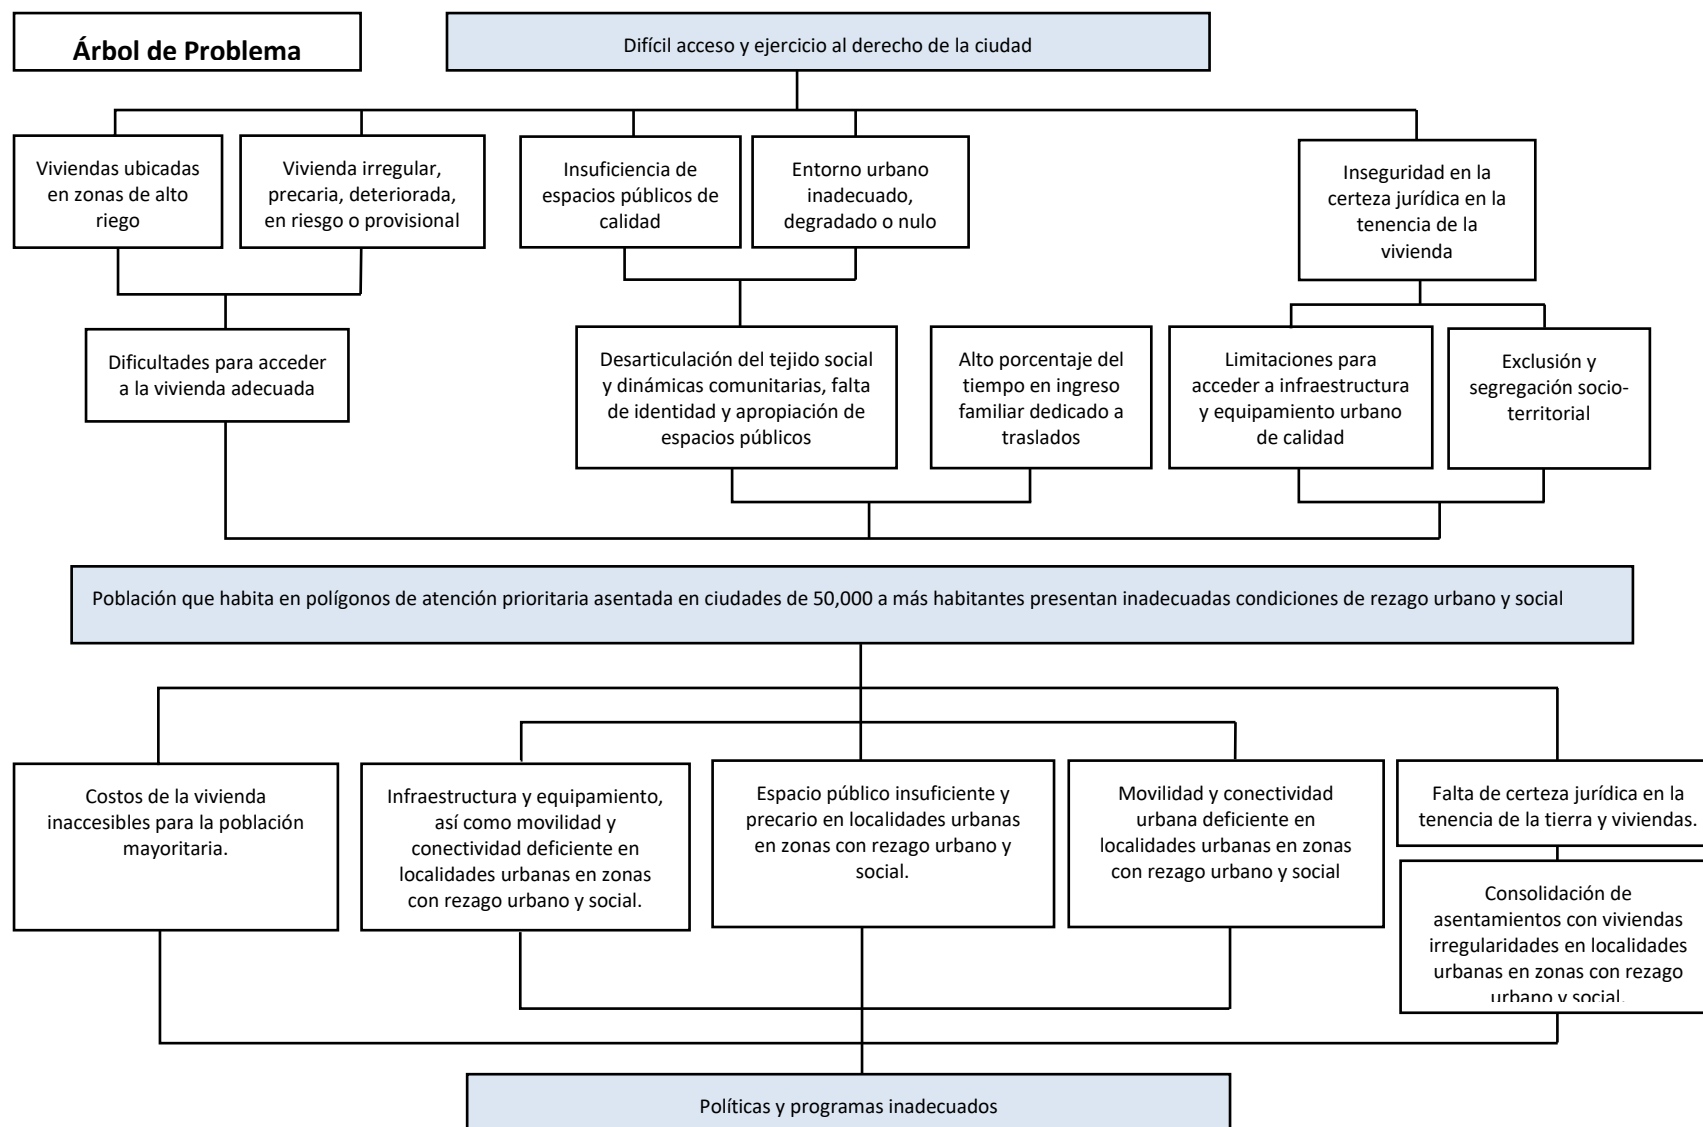 Árbol de Problema
Difícil acceso y ejercicio al derecho de la ciudad
Viviendas ubicadas
en zonas de alto
riego
Vivienda irregular,
precaria, deteriorada,
en riesgo o provisional
Insuficiencia de
espacios públicos de
calidad
Entorno urbano
inadecuado,
degradado o nulo
Inseguridad en la
certeza jurídica en la
tenencia de la
vivienda
Dificultades para acceder
a la vivienda adecuada
Desarticulación del tejido social
y dinámicas comunitarias, falta
de identidad y apropiación de
espacios públicos
Alto porcentaje del
tiempo en ingreso
familiar dedicado a
traslados
Limitaciones para
acceder a infraestructura
y equipamiento urbano
de calidad
Exclusión y
segregación socio-
territorial
Población que habita en polígonos de atención prioritaria asentada en ciudades de 50,000 a más habitantes presentan inadecuadas condiciones de rezago urbano y social
Costos de la vivienda
inaccesibles para la población
mayoritaria.
Infraestructura y equipamiento,
así como movilidad y
conectividad deficiente en
localidades urbanas en zonas
con rezago urbano y social.
Espacio público insuficiente y
precario en localidades urbanas
en zonas con rezago urbano y
social.
Movilidad y conectividad
urbana deficiente en
localidades urbanas en zonas
con rezago urbano y social
Falta de certeza jurídica en la
tenencia de la tierra y viviendas.
Consolidación de
asentamientos con viviendas
irregularidades en localidades
urbanas en zonas con rezago
urbano y social.
Políticas y programas inadecuados